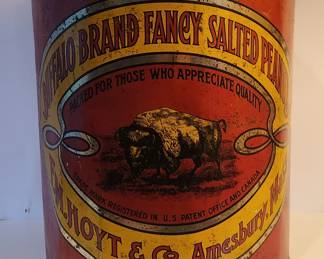 BUFFALO BRAND FANCY SALTED PEANUTS
PACKED FOR THOSE WHO APPRECIATE QUALITY
TRADE MARK REGISTERED IN U.S. PATENT OFFICE AND CANADA
F.M. HOYT & Co. Amesbury, Mass.